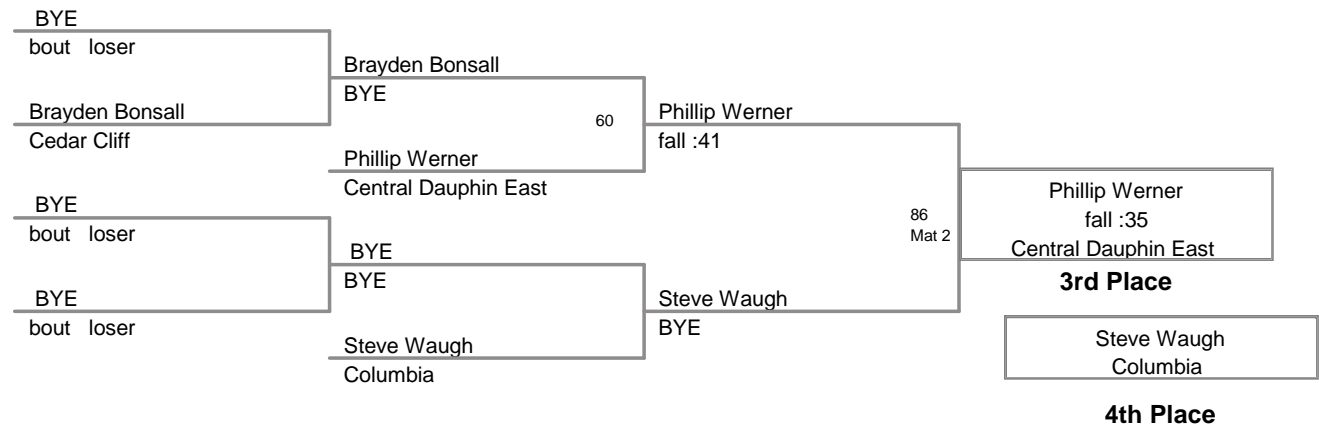 BYE
bout loser
Brayden Bonsall
BYE
Brayden Bonsall
Cedar Cliff
60
Phillip Werner
fall :41
Phillip Werner
Central Dauphin East
BYE
bout loser
86
Mat 2
Phillip Werner
fall :35
Central Dauphin East
3rd Place
BYE
BYE
BYE
bout loser
Steve Waugh
BYE
Steve Waugh
Columbia
Steve Waugh
Columbia
4th Place